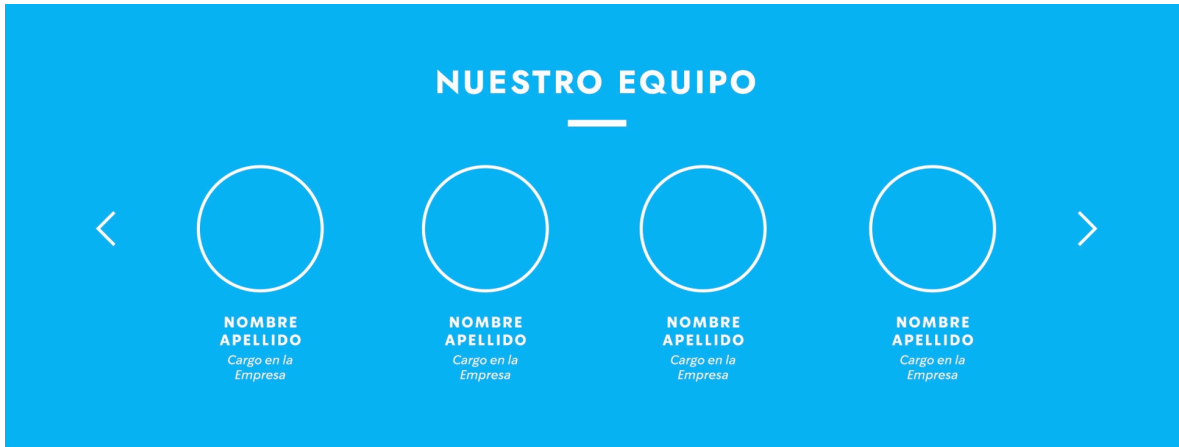 NUESTRO EQUIPO
NOMBRE
APELLIDO
Cargo en la
Empresa
NOMBRE
APELLIDO
Cargo en la
Empresa
NOMBRE
APELLIDO
Cargo en la
Empresa
NOMBRE
APELLIDO
Cargo en la
Empresa